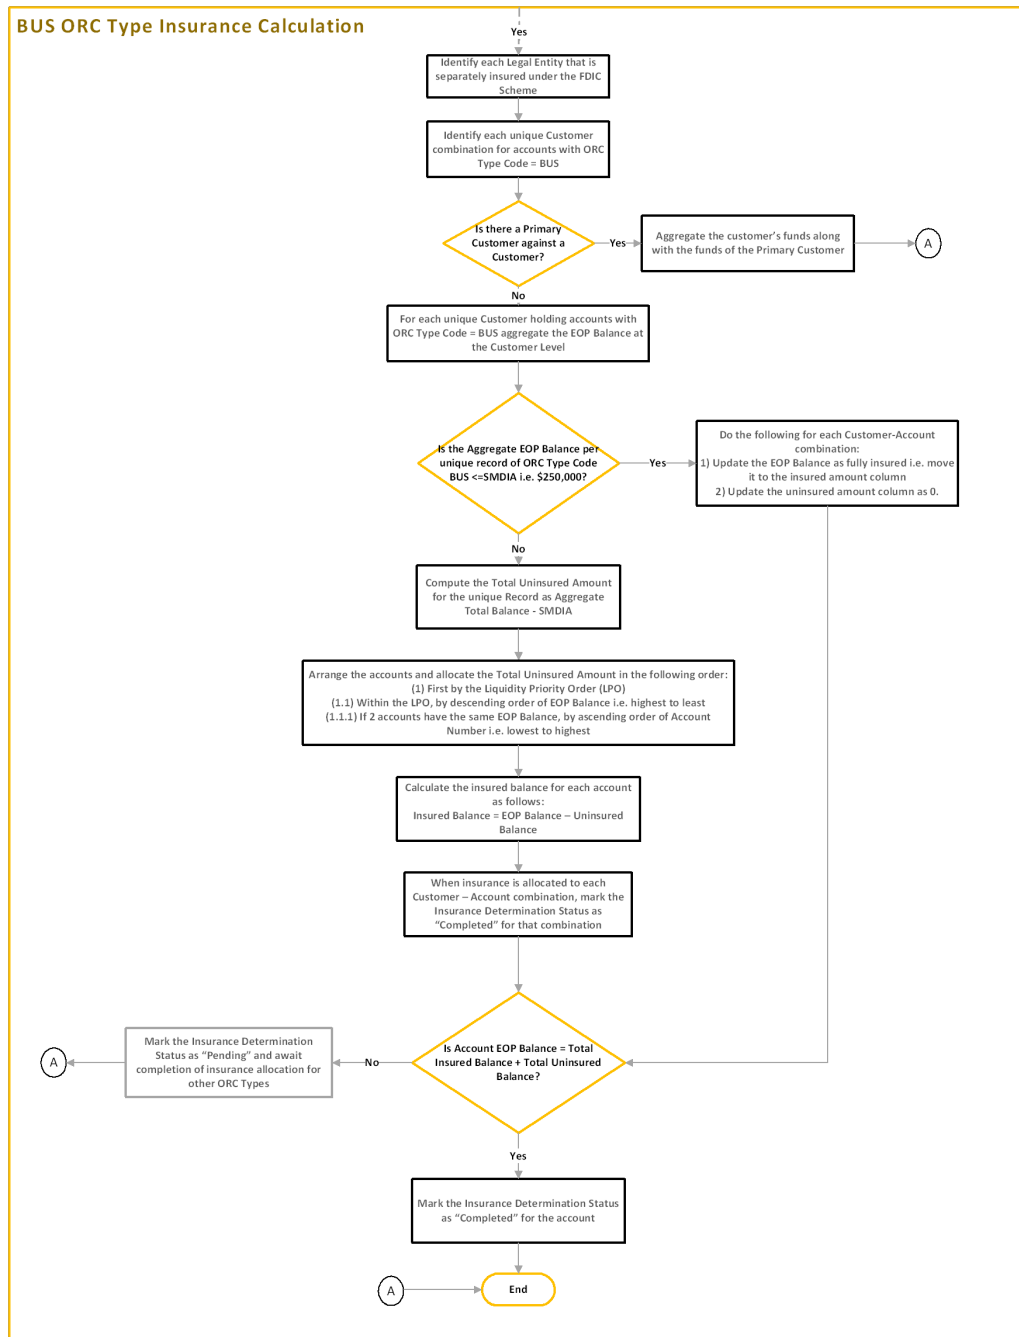 BUS ORC Type Insurance Calculation
Yes
Identify each Legal Entity that is
separately insured under the FDIC
Scheme
Identify each unique Customer
combination for accounts with ORC
Type Code = BUS
Is there a Primary
Customer against a
Customer?
Yes
Aggregate the customer's funds along
with the funds of the Primary Customer
A
No
For each unique Customer holding accounts with
ORC Type Code = BUS aggregate the EOP Balance at
the Customer Level
Is the Aggregate EOP Balance per
unique record of ORC Type Code
BUS <=SMDIA i.e. $250,000?
Yes
Do the following for each Customer-Account
combination:
1) Update the EOP Balance as fully insured i.e. move
it to the insured amount column
2) Update the uninsured amount column as 0.
No
Compute the Total Uninsured Amount
for the unique Record as Aggregate
Total Balance - SMDIA
Arrange the accounts and allocate the Total Uninsured Amount in the following order:
(1) First by the Liquidity Priority Order (LPO)
(1.1) Within the LPO, by descending order of EOP Balance i.e. highest to least
(1.1.1) If 2 accounts have the same EOP Balance, by ascending order of Account
Number i.e. lowest to highest
Calculate the insured balance for each account
as follows:
Insured Balance = EOP Balance – Uninsured
Balance
When insurance is allocated to each
Customer – Account combination, mark the
Insurance Determination Status as
"Completed" for that combination
Is Account EOP Balance = Total
Insured Balance + Total Uninsured
Balance?
No
Mark the Insurance Determination
Status as "Pending" and await
completion of insurance allocation for
other ORC Types
A
Yes
Mark the Insurance Determination Status
as "Completed" for the account
A
End